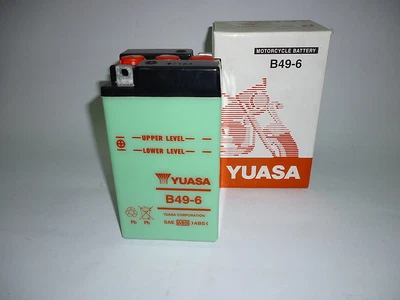 MOTORCYCLE BATTERY
B49-6
YUASA
UPPER LEVEL
LOWER LEVEL
YUASA
B49-6
YUASA CORPORATION